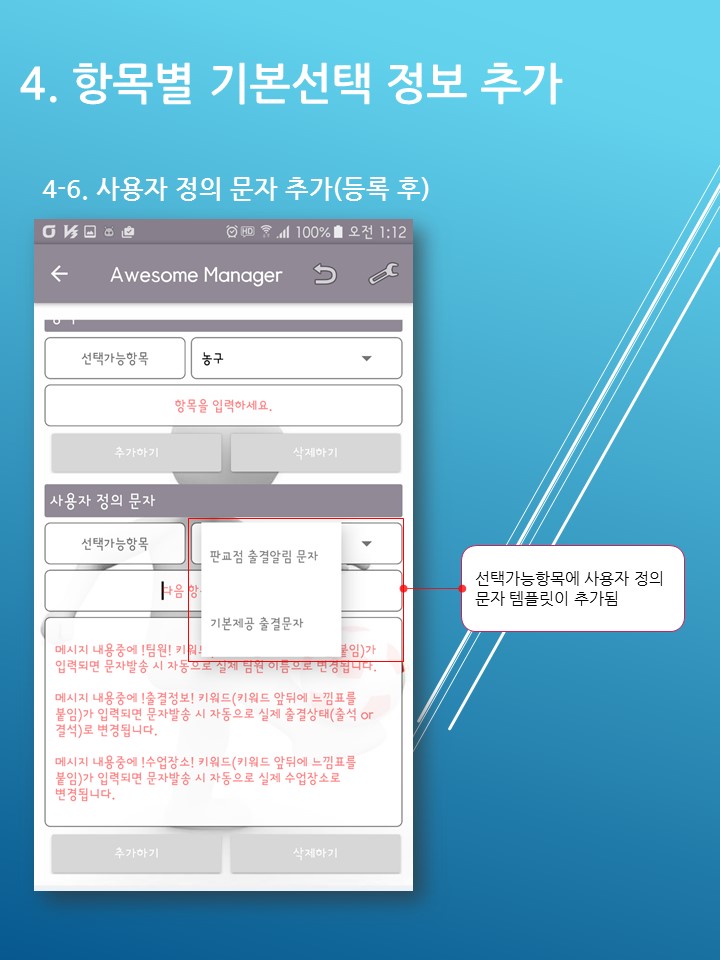 4. 항목별 기본선택 정보 추가
4-6. 사용자 정의 문자 추가(등록 후)
HD 100% 오전 1:12
Awesome Manager
선택가능항목
농구
항목을 입력하세요.
추가하기
삭제하기
사용자 정의 문자
선택가능항목
판교점 출결알림 문자
기본제공 출결문자
다음 항
선택가능항목에 사용자 정의
문자 템플릿이 추가됨
메시지 내용중에 !팀원! 키워 붙임)가
입력되면 문자발송 시 자동으로 실제 팀원 이름으로 변경됩니다.
메시지 내용중에 !출결정보! 키워드(키워드 앞뒤에 느낌표를
붙임)가 입력되면 문자발송 시 자동으로 실제 출결상태(출석 or
결석)로 변경됩니다.
메시지 내용중에 !수업장소! 키워드(키워드 앞뒤에 느낌표를
붙임)가 입력되면 문자발송 시 자동으로 실제 수업장소로
변경됩니다.
추가하기
삭제하기